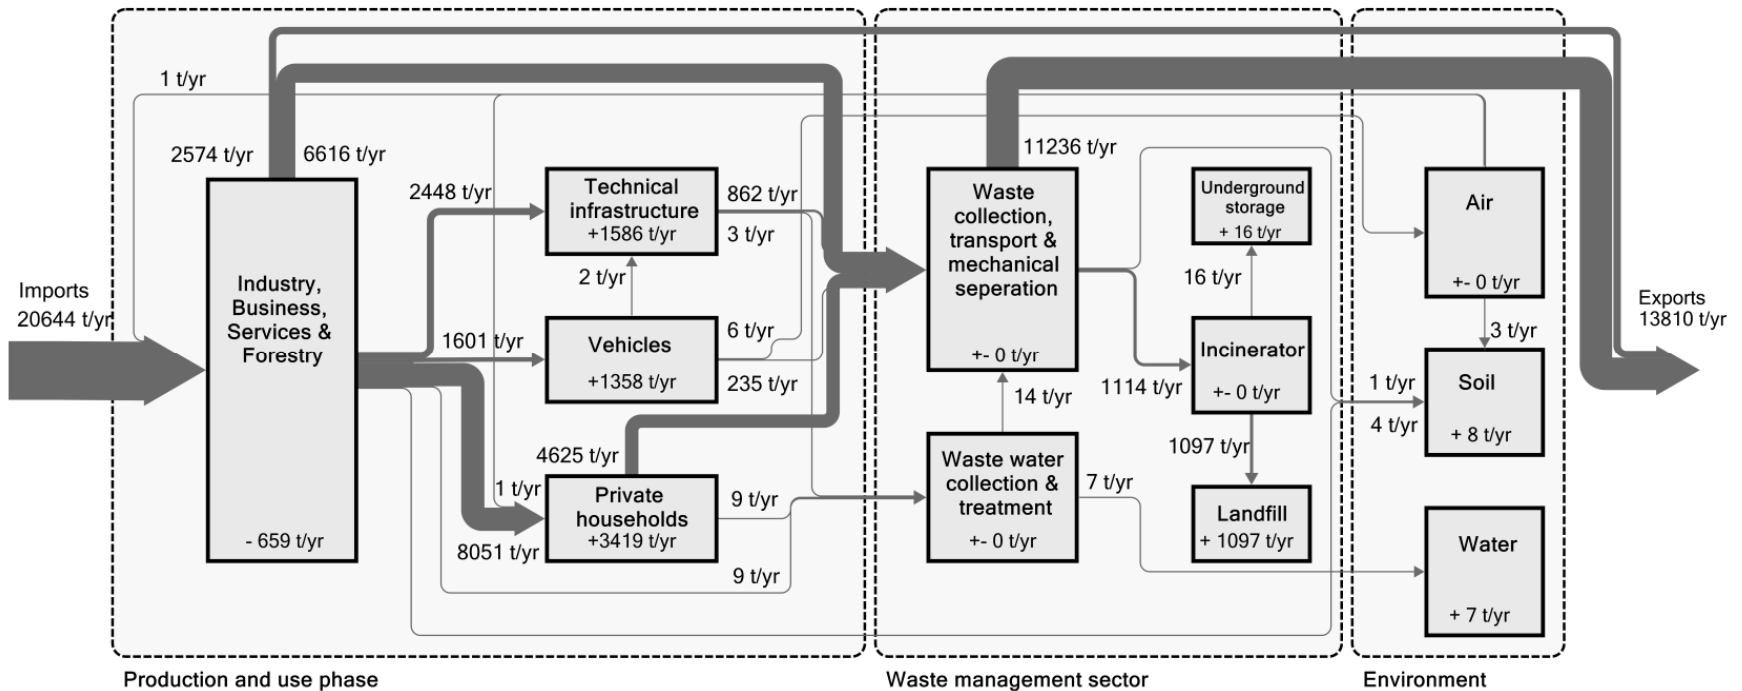 1 t/yr
2574 t/yr
6616 t/yr
Imports
20644 t/yr
Industry,
Business,
Services &
Forestry
- 659 t/yr
2448 t/yr
1601 t/yr
8051 t/yr
1 t/yr
Technical
infrastructure
+1586 t/yr
862 t/yr
3 t/yr
2 t/yr
Vehicles
+1358 t/yr
6 t/yr
235 t/yr
4625 t/yr
Private
households
+3419 t/yr
9 t/yr
9 t/yr
Production and use phase
11236 t/yr
Waste
collection,
transport &
mechanical
seperation
+- 0 t/yr
14 t/yr
1114 t/yr
Waste water
collection &
treatment
+- 0 t/yr
7 t/yr
Underground
storage
+ 16 t/yr
16 t/yr
Incinerator
+- 0 t/yr
1097 t/yr
Landfill
+ 1097 t/yr
Waste management sector
Air
+- 0 t/yr
3 t/yr
1 t/yr
4 t/yr
Soil
+ 8 t/yr
Water
+ 7 t/yr
Environment
Exports
13810 t/yr